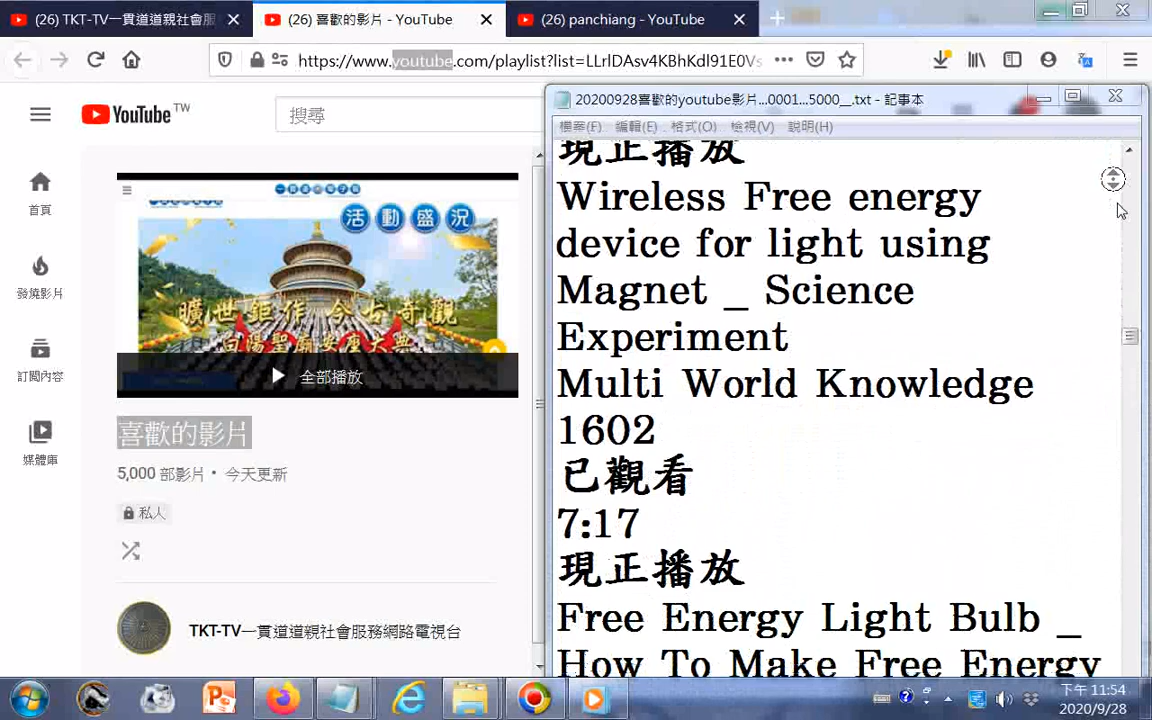 (26) TKT-TV一貫道道親社會服
(26) 喜歡的影片 - YouTube
(26) panchiang - YouTube
https://www.youtube.com/playlist?list=LLrlDAsv4KBhKdl91E0Vs
YouTube TW
搜尋
首頁
發燒影片
訂閱內容
媒體庫
活動盛況
曠世鉅作 今古奇觀
白陽聖廟安座大典
全部播放
喜歡的影片
5,000 部影片・今天更新
私人
TKT-TV一貫道道親社會服務網路電視台
20200928喜歡的youtube影片...0001...5000__.txt - 記事本
檔案(F) 編輯(E) 格式(O) 檢視(V) 說明(H)
現正播放
Wireless Free energy
device for light using
Magnet _ Science
Experiment
Multi World Knowledge
1602
已觀看
7:17
現正播放
Free Energy Light Bulb _
How To Make Free Energy
下午 11:54
2020/9/28